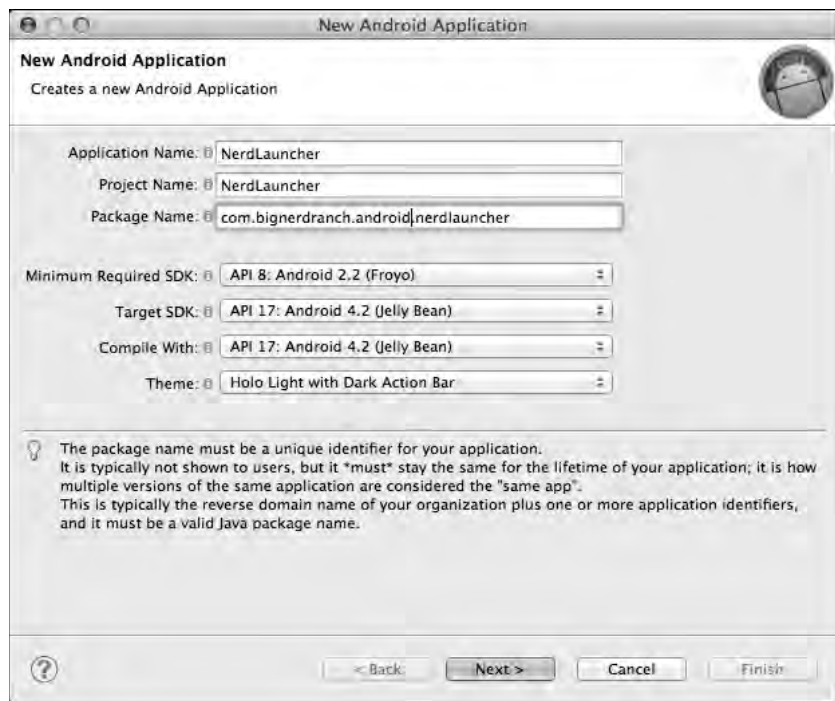 New Android Application
New Android Application
Creates a new Android Application
Application Name: NerdLauncher
Project Name: NerdLauncher
Package Name: com.bignerdranch.android.nerdlauncher
Minimum Required SDK: API 8: Android 2.2 (Froyo)
Target SDK: API 17: Android 4.2 (Jelly Bean)
Compile With: API 17: Android 4.2 (Jelly Bean)
Theme: Holo Light with Dark Action Bar
The package name must be a unique identifier for your application.
It is typically not shown to users, but it *must* stay the same for the lifetime of your application; it is how
multiple versions of the same application are considered the "same app".
This is typically the reverse domain name of your organization plus one or more application identifiers,
and it must be a valid Java package name.
? < Back Next > Cancel Finish